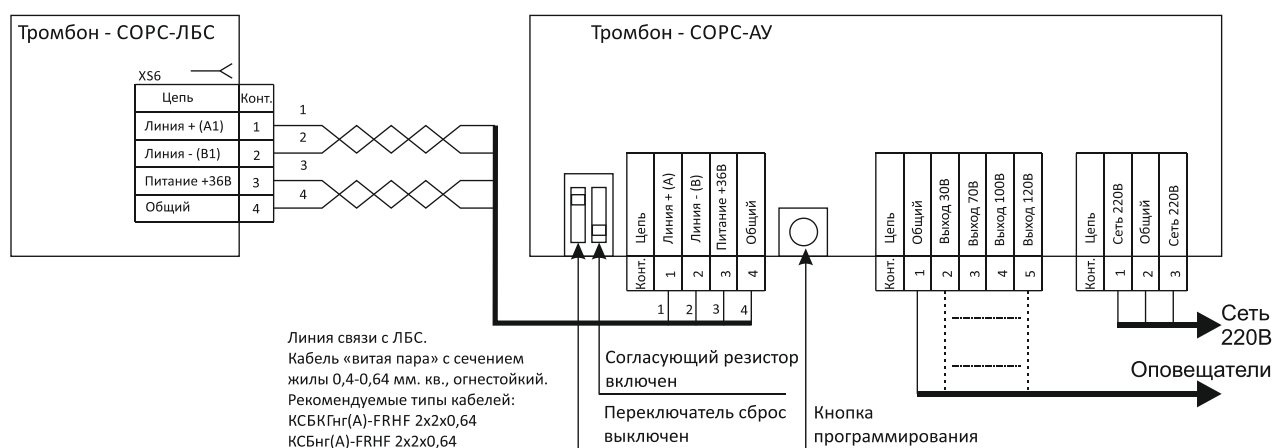 Тромбон - СОРС-ЛБС
XS6
Цепь Конт.
Линия + (А1) 1
Линия - (В1) 2
Питание +36В 3
Общий 4
1
2
3
4
Тромбон - СОРС-АУ
Конт. Цепь
1 Линия + (А)
2 Линия - (В)
3 Питание +36В
4 Общий
1 2 3 4
Конт. Цепь
1 Общий
2 Выход 30В
3 Выход 70В
4 Выход 100В
5 Выход 120В
Конт. Цепь
1 Сеть 220В
2 Общий
3 Сеть 220В
Сеть
220В
Оповещатели
Линия связи с ЛБС.
Кабель «витая пара» с сечением
жилы 0,4-0,64 мм. кв., огнестойкий.
Рекомендуемые типы кабелей:
КСБКГнг(А)-FRHF 2x2x0,64
КСБнг(А)-FRHF 2x2x0,64
Согласующий резистор
включен
Переключатель сброс
выключен
Кнопка
программирования